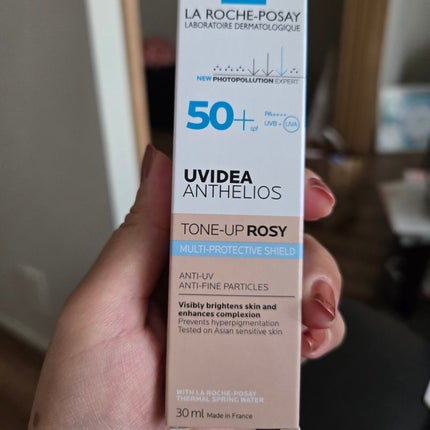 LA ROCHE-POSAY
LABORATOIRE DERMATOLOGIQUE
NEW PHOTOPOLLUTION EXPERT
50+ spf
PA++++
UVB - UVA
UVIDEA
ANTHELIOS
TONE-UP ROSY
MULTI-PROTECTIVE SHIELD
ANTI-UV
ANTI-FINE PARTICLES
Visibly brightens skin and
enhances complexion
Prevents hyperpigmentation
Tested on Asian sensitive skin
WITH LA ROCHE-POSAY
THERMAL SPRING WATER
30 ml Made in France